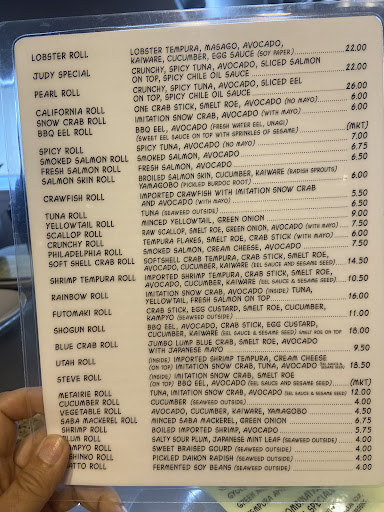 LOBSTER ROLL LOBSTER TEMPURA, MASAGO, AVOCADO,
KAIWARE, CUCUMBER, EGG SAUCE (SOY PAPER) 22.00
JUDY SPECIAL CRUNCHY, SPICY TUNA, AVOCADO, SLICED SALMON
ON TOP, SPICY CHILE OIL SAUCE 22.00
PEARL ROLL CRUNCHY, SPICY TUNA, AVOCADO, SLICED EEL
ON TOP, SPICY CHILE OIL SAUCE 26.00
CALIFORNIA ROLL ONE CRAB STICK, SMELT ROE, AVOCADO (NO MAYO) 6.00
SNOW CRAB ROLL IMITATION SNOW CRAB, AVOCADO (WITH MAYO) 6.00
BBQ EEL ROLL BBQ EEL, AVOCADO (FRESH WATER EEL, UNAGI)
(SWEET EEL SAUCE ON TOP WITH SPRINKLES OF SESAME) (MKT)
SPICY ROLL SPICY TUNA, AVOCADO (NO MAYO) 7.00
SMOKED SALMON ROLL SMOKED SALMON, AVOCADO 6.75
FRESH SALMON ROLL FRESH SALMON, AVOCADO 6.50
SALMON SKIN ROLL BROILED SALMON SKIN, CUCUMBER, KAIWARE (RADISH SPROUTS)
YAMAGOBO (PICKLED BURDOC ROOT) 6.00
CRAWFISH ROLL IMPORTED CRAWFISH WITH IMITATION SNOW CRAB
AND AVOCADO (WITH MAYO) 5.50
TUNA ROLL TUNA (SEAWEED OUTSIDE) 6.50
YELLOWTAIL ROLL MINCED YELLOWTAIL, GREEN ONION 9.00
SCALLOP ROLL RAW SCALLOP, SMELT ROE, GREEN ONION, AVOCADO (WITH MAYO) 7.50
CRUNCHY ROLL TEMPURA FLAKES, SMELT ROE, CRAB STICK (WITH MAYO) 6.00
PHILADELPHIA ROLL SMOKED SALMON, CREAM CHEESE, AVOCADO 7.50
SOFT SHELL CRAB ROLL SOFTSHELL CRAB TEMPURA, CRAB STICK, SMELT ROE,
AVOCADO, CUCUMBER, KAIWARE (EEL SAUCE AND SESAME SEED) 14.50
SHRIMP TEMPURA ROLL IMPORTED SHRIMP TEMPURA, CRAB STICK, SMELT ROE,
AVOCADO, CUCUMBER, KAIWARE (EEL SAUCE & SESAME SEED) 10.50
RAINBOW ROLL IMITATION SNOW CRAB, AVOCADO (INSIDE) TUNA,
YELLOWTAIL, FRESH SALMON ON TOP 16.00
FUTOMAKI ROLL CRAB STICK, EGG CUSTARD, SMELT ROE, CUCUMBER,
KAMPYO (SEAWEED OUTSIDE) 11.00
SHOGUN ROLL BBQ EEL, AVOCADO, CRAB STICK, EGG CUSTARD,
CUCUMBER, KAIWARE (EEL SAUCE & SESAME SEED) SMELT ROE ON TOP 18.00
BLUE CRAB ROLL JUMBO LUMP BLUE CRAB, SMELT ROE, AVOCADO
WITH JAPANESE MAYO 9.50
UTAH ROLL (INSIDE) IMPORTED SHRIMP TEMPURA, CREAM CHEESE
(ON TOP) IMITATION SNOW CRAB, TUNA, AVOCADO 18.50
STEVE ROLL (INSIDE) IMITATION SNOW CRAB, SMELT ROE
(ON TOP) BBQ EEL, AVOCADO (EEL SAUCE AND SESAME SEED) (MKT)
METAIRIE ROLL TUNA, IMITATION SNOW CRAB, AVOCADO (EEL SAUCE & SESAME SEED) 12.00
CUCUMBER ROLL CUCUMBER (SEAWEED OUTSIDE) 4.00
VEGETABLE ROLL AVOCADO, CUCUMBER, KAIWARE, YAMAGOBO 4.50
SABA MACKEREL ROLL MINCED SABA MACKEREL, GREEN ONION 6.75
SHRIMP ROLL BOILED IMPORTED SHRIMP, AVOCADO 5.75
PLUM ROLL SALTY SOUR PLUM, JAPANESE MINT LEAF (SEAWEED OUTSIDE) 4.00
MPYO ROLL SWEET BRAISED GOURD (SEAWEED OUTSIDE) 4.00
HINKO ROLL PICKLED DAIKON RADISH (SEAWEED OUTSIDE) 4.00
ATTO ROLL FERMENTED SOY BEANS (SEAWEED OUTSIDE) 4.00